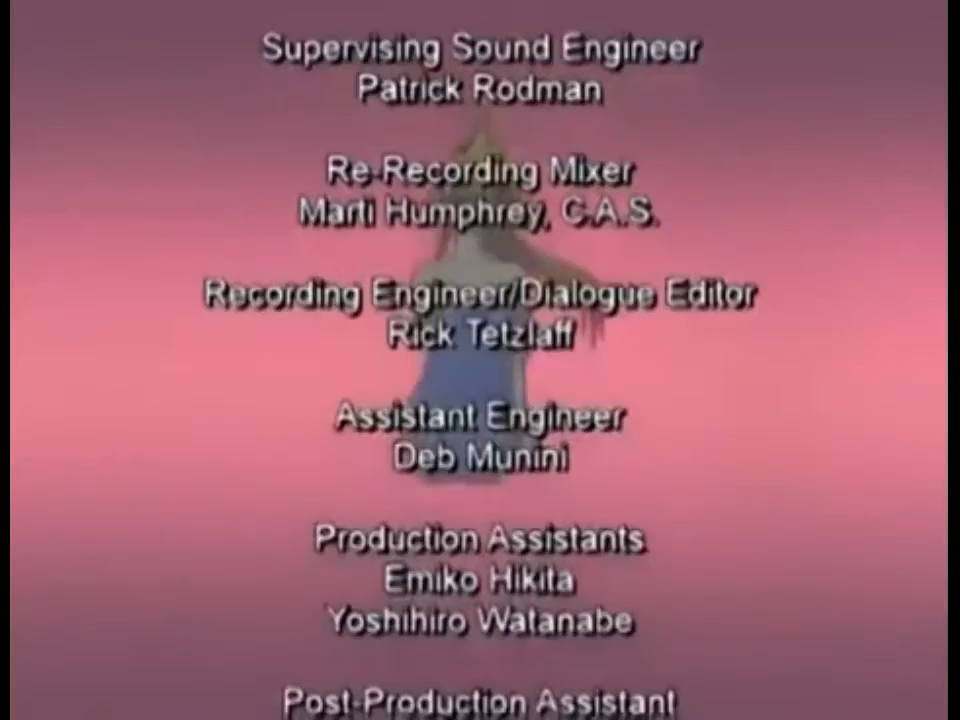 Supervising Sound Engineer
Patrick Rodman
Re-Recording Mixer
Marti Humphrey, C.A.S.
Recording Engineer/Dialogue Editor
Rick Tetzlaff
Assistant Engineer
Deb Munini
Production Assistants
Emiko Hikita
Yoshihiro Watanabe
Post-Production Assistant